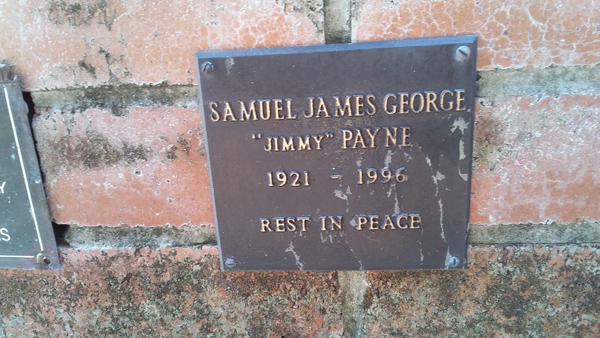 SAMUEL JAMES GEORGE
"JIMMY" PAYNE
1921 - 1996
REST IN PEACE